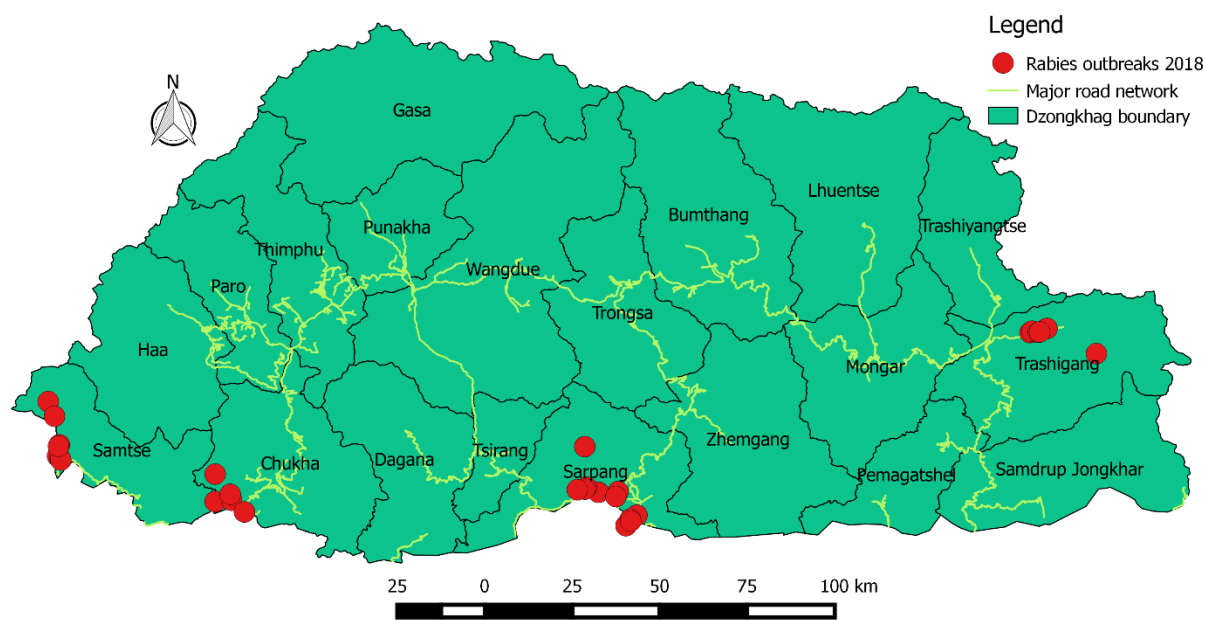 Legend
Rabies outbreaks 2018
Major road network
Dzongkhag boundary
N
Gasa
Lhuentse
Bumthang
Punakha
Trashiyangtse
Thimphu
Wangdue
Paro
Trongsa
Haa
Trashigang
Mongar
Zhemgang
Samtse
Tsirang
Dagana
Chukha
Sarpang
Pemagatshel
Samdrup Jongkhar
25 0 25 50 75 100 km